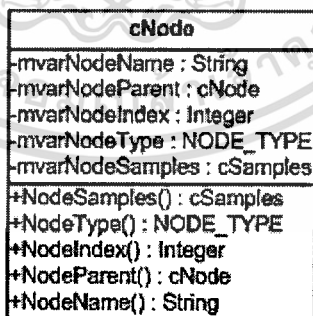 cNode
-mvarNodeName : String
-mvarNodeParent : cNode
-mvarNodeIndex : Integer
-mvarNodeType : NODE_TYPE
-mvarNodeSamples : cSamples
+NodeSamples() : cSamples
+NodeType() : NODE_TYPE
+NodeIndex() : Integer
+NodeParent() : cNode
+NodeName() : String